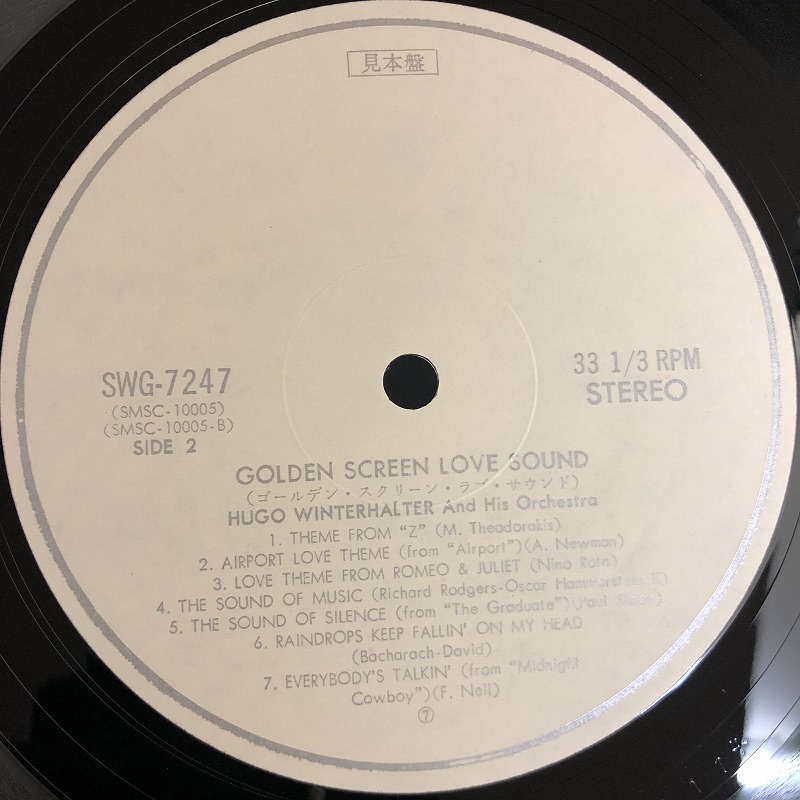 見本盤
SWG-7247
(SMSC-10005)
(SMSC-10005-B)
SIDE 2
33 1/3 RPM
STEREO
GOLDEN SCREEN LOVE SOUND
(ゴールデン・スクリーン・ラブ・サウンド)
HUGO WINTERHALTER And His Orchestra
1. THEME FROM "Z" (M. Theodorakis)
2. AIRPORT LOVE THEME (from "Airport")(A. Newman)
3. LOVE THEME FROM ROMEO & JULIET (Nino Rota)
4. THE SOUND OF MUSIC (Richard Rodgers-Oscar Hammerstein II)
5. THE SOUND OF SILENCE (from "The Graduate")(Paul Simon)
6. RAINDROPS KEEP FALLIN' ON MY HEAD
(Bacharach-David)
7. EVERYBODY'S TALKIN' (from "Midnight
Cowboy")(F. Neil)
⑦